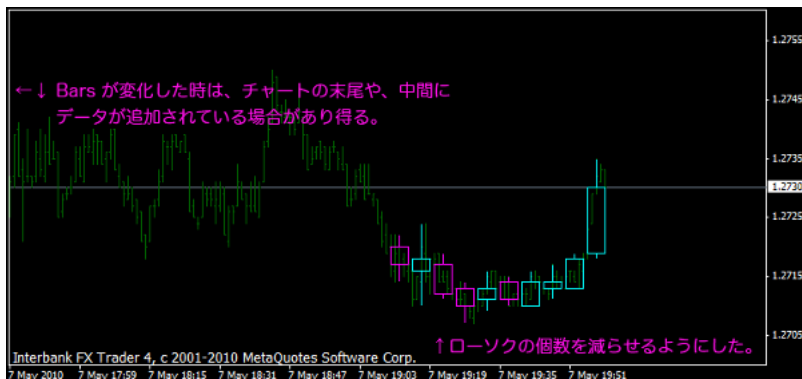 1.2755
←↓ Bars が変化した時は、チャートの末尾や、中間に
データが追加されている場合があり得る。
1.2745
1.2735
1.2730
1.2725
1.2715
1.2705
↑ローソクの個数を減らせるようにした。
Interbank FX Trader 4, c 2001-2010 MetaQuotes Software Corp.
7 May 2010 7 May 17:59 7 May 18:15 7 May 18:31 7 May 18:47 7 May 19:03 7 May 19:19 7 May 19:35 7 May 19:51